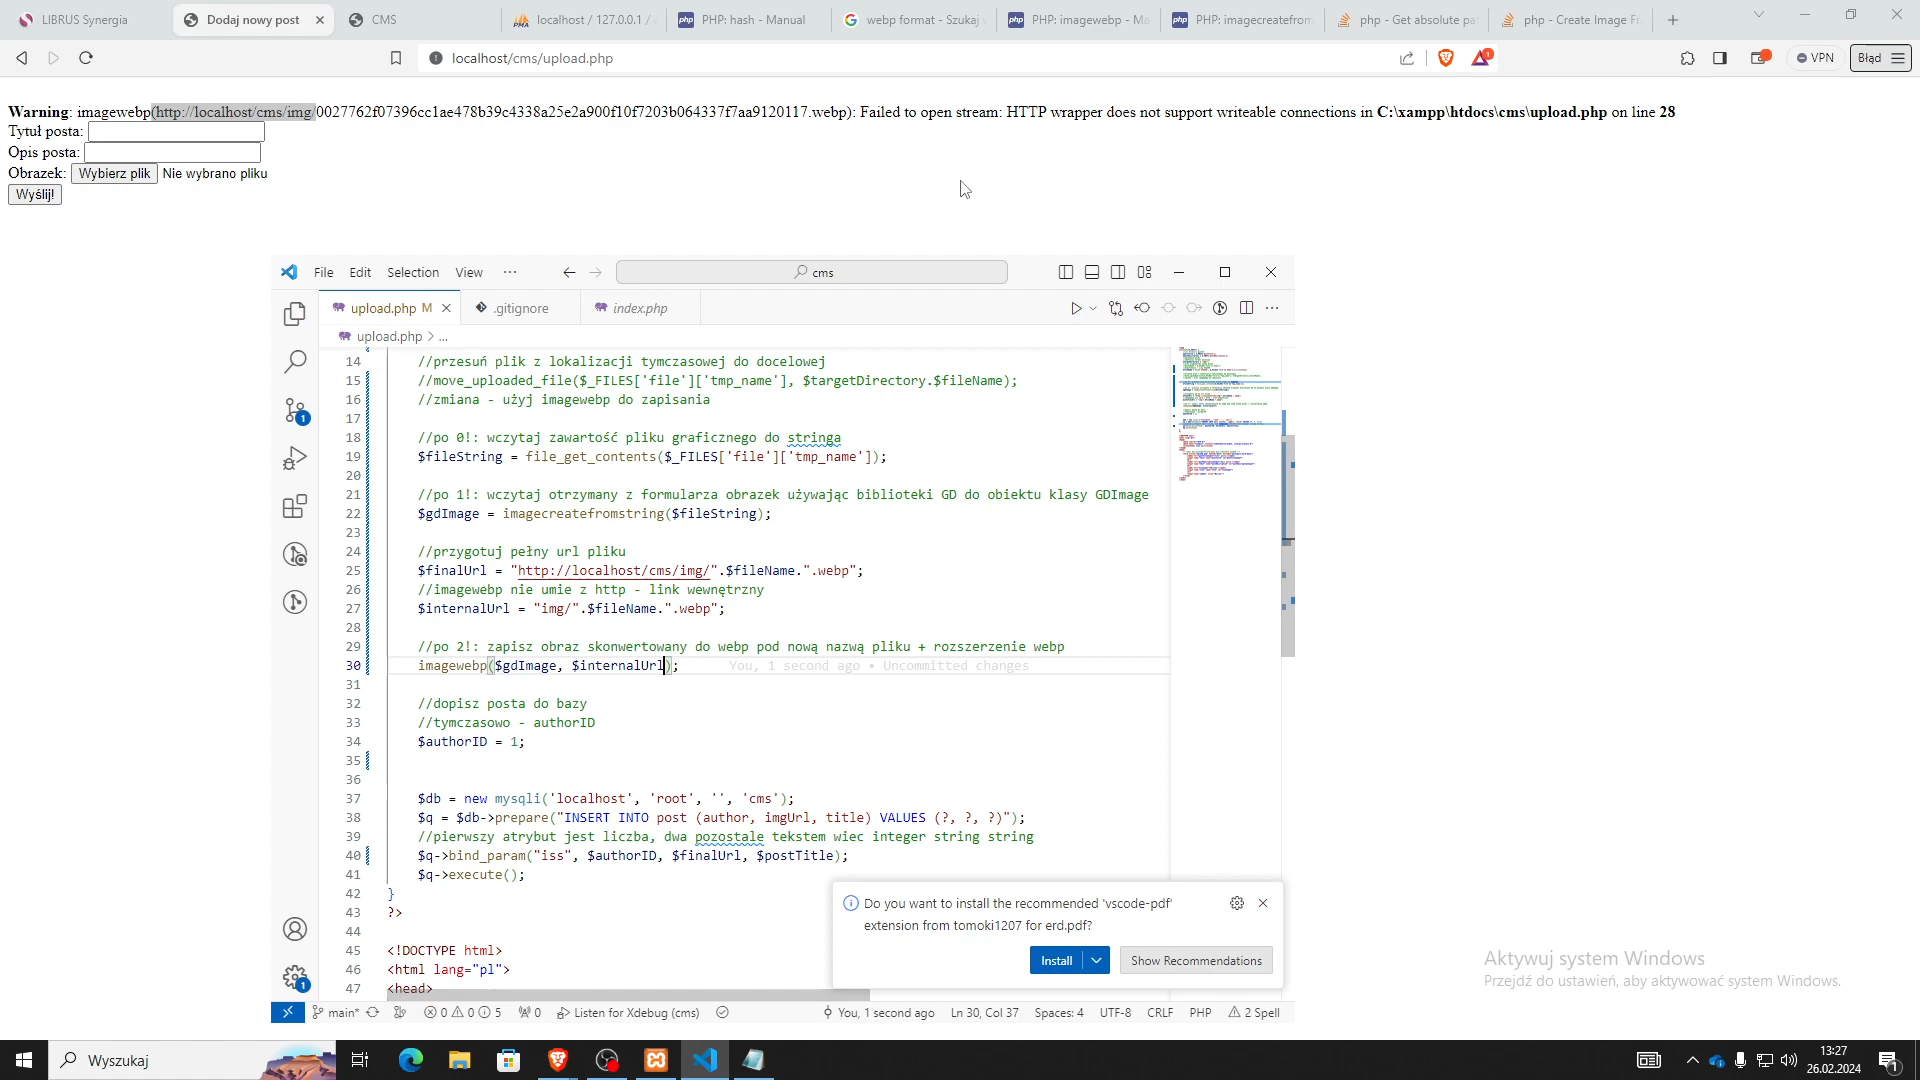 LIBRUS Synergia
Dodaj nowy post
CMS
localhost / 127.0.0.1 /
PHP: hash - Manual
webp format - Szukaj
PHP: imagewebp - Ma
PHP: imagecreatefrom
php - Get absolute pa
php - Create Image Fr
localhost/cms/upload.php
1
VPN
Błąd
Warning: imagewebp(http://localhost/cms/img/0027762f07396cc1ae478b39c4338a25e2a900f10f7203b064337f7aa9120117.webp): Failed to open stream: HTTP wrapper does not support writeable connections in C:\xampp\htdocs\cms\upload.php on line 28
Tytuł posta:
Opis posta:
Obrazek: Wybierz plik Nie wybrano pliku
Wyślij!
File Edit Selection View ···
cms
upload.php M
.gitignore
index.php
upload.php > ...
14 //przesuń plik z lokalizacji tymczasowej do docelowej
15 //move_uploaded_file($_FILES['file']['tmp_name'], $targetDirectory.$fileName);
16 //zmiana - użyj imagewebp do zapisania
17
18 //po 0!: wczytaj zawartość pliku graficznego do stringa
19 $fileString = file_get_contents($_FILES['file']['tmp_name']);
20
21 //po 1!: wczytaj otrzymany z formularza obrazek używając biblioteki GD do obiektu klasy GDImage
22 $gdImage = imagecreatefromstring($fileString);
23
24 //przygotuj pełny url pliku
25 $finalUrl = "http://localhost/cms/img/".$fileName.".webp";
26 //imagewebp nie umie z http - link wewnętrzny
27 $internalUrl = "img/".$fileName.".webp";
28
29 //po 2!: zapisz obraz skonwertowany do webp pod nową nazwą pliku + rozszerzenie webp
30 imagewebp($gdImage, $internalUrl); You, 1 second ago • Uncommitted changes
31
32 //dopisz posta do bazy
33 //tymczasowo - authorID
34 $authorID = 1;
35
36
37 $db = new mysqli('localhost', 'root', '', 'cms');
38 $q = $db->prepare("INSERT INTO post (author, imgUrl, title) VALUES (?, ?, ?)");
39 //pierwszy atrybut jest liczba, dwa pozostale tekstem wiec integer string string
40 $q->bind_param("iss", $authorID, $finalUrl, $postTitle);
41 $q->execute();
42 }
43 ?>
44
45 <!DOCTYPE html>
46 <html lang="pl">
47 <head>
1
1
Do you want to install the recommended 'vscode-pdf'
extension from tomoki1207 for erd.pdf?
Install
Show Recommendations
main* 0 0 5 0 Listen for Xdebug (cms) You, 1 second ago Ln 30, Col 37 Spaces: 4 UTF-8 CRLF PHP 2 Spell
Aktywuj system Windows
Przejdź do ustawień, aby aktywować system Windows.
Wyszukaj
13:27
26.02.2024
1